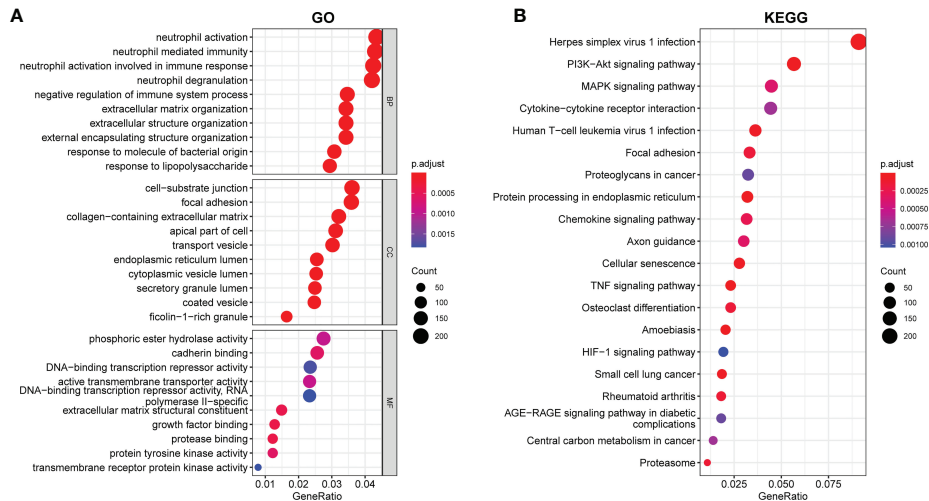 A
GO
neutrophil activation
neutrophil mediated immunity
neutrophil activation involved in immune response
neutrophil degranulation
negative regulation of immune system process
extracellular matrix organization
extracellular structure organization
external encapsulating structure organization
response to molecule of bacterial origin
response to lipopolysaccharide
BP
cell−substrate junction
focal adhesion
collagen−containing extracellular matrix
apical part of cell
transport vesicle
endoplasmic reticulum lumen
cytoplasmic vesicle lumen
secretory granule lumen
coated vesicle
ficolin−1−rich granule
CC
phosphoric ester hydrolase activity
cadherin binding
DNA−binding transcription repressor activity
active transmembrane transporter activity
DNA−binding transcription repressor activity, RNA
polymerase II−specific
extracellular matrix structural constituent
growth factor binding
protease binding
protein tyrosine kinase activity
transmembrane receptor protein kinase activity
MF
0.01 0.02 0.03 0.04
GeneRatio
p.adjust
0.0005
0.0010
0.0015
Count
50
100
150
200
B
KEGG
Herpes simplex virus 1 infection
PI3K−Akt signaling pathway
MAPK signaling pathway
Cytokine−cytokine receptor interaction
Human T−cell leukemia virus 1 infection
Focal adhesion
Proteoglycans in cancer
Protein processing in endoplasmic reticulum
Chemokine signaling pathway
Axon guidance
Cellular senescence
TNF signaling pathway
Osteoclast differentiation
Amoebiasis
HIF−1 signaling pathway
Small cell lung cancer
Rheumatoid arthritis
AGE−RAGE signaling pathway in diabetic
complications
Central carbon metabolism in cancer
Proteasome
0.025 0.050 0.075
GeneRatio
p.adjust
0.00025
0.00050
0.00075
0.00100
Count
50
100
150
200